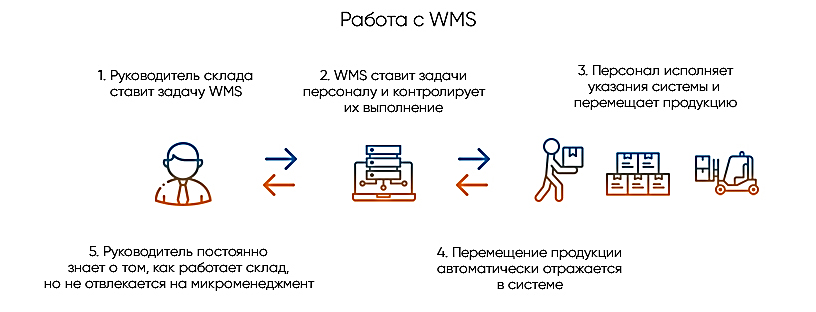 Работа с WMS
1. Руководитель склада
ставит задачу WMS
2. WMS ставит задачи
персоналу и контролирует
их выполнение
3. Персонал исполняет
указания системы и
перемещает продукцию
4. Перемещение продукции
автоматически отражается
в системе
5. Руководитель постоянно
знает о том, как работает склад,
но не отвлекается на микроменеджмент